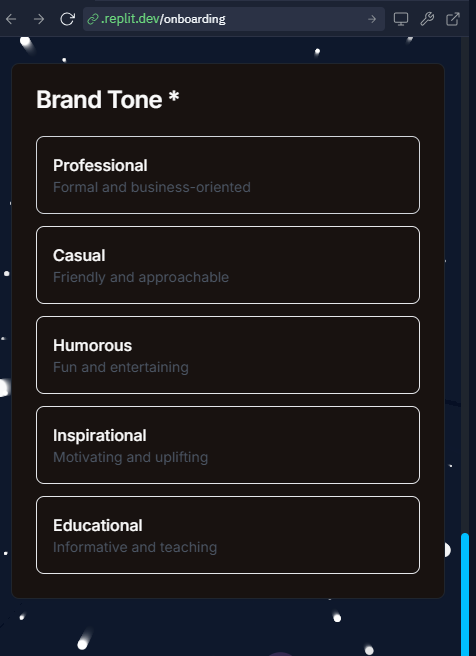 .replit.dev/onboarding
Brand Tone *
Professional
Formal and business-oriented
Casual
Friendly and approachable
Humorous
Fun and entertaining
Inspirational
Motivating and uplifting
Educational
Informative and teaching